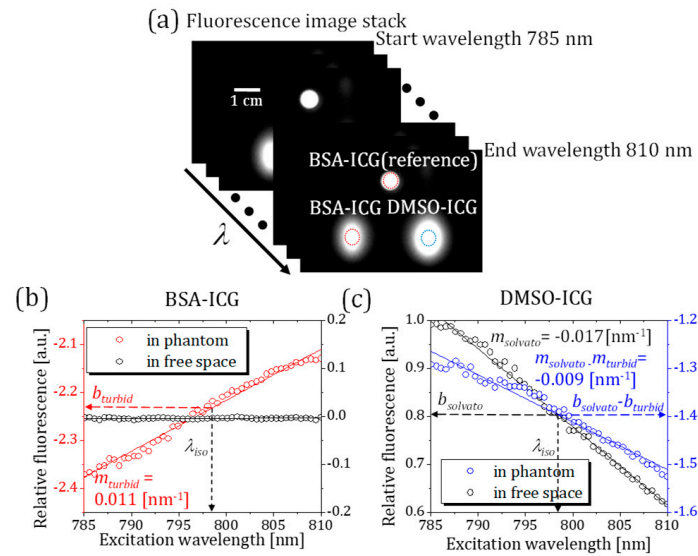 (a) Fluorescence image stack
Start wavelength 785 nm
1 cm
End wavelength 810 nm
BSA-ICG(reference)
BSA-ICG DMSO-ICG
λ
(b) BSA-ICG
Relative fluorescence [a.u.]
-2.1
-2.2
-2.3
-2.4
0.2
0.1
0.0
-0.1
-0.2
in phantom
in free space
b_turbid
λ_iso
m_turbid =
0.011 [nm⁻¹]
785 790 795 800 805 810
Excitation wavelength [nm]
(c) DMSO-ICG
Relative fluorescence [a.u.]
1.0
0.9
0.8
0.7
0.6
-1.2
-1.3
-1.4
-1.5
-1.6
m_solvato = -0.017 [nm⁻¹]
m_solvato-m_turbid=
-0.009 [nm⁻¹]
b_solvato
b_solvato-b_turbid
λ_iso
in phantom
in free space
785 790 795 800 805 810
Excitation wavelength [nm]